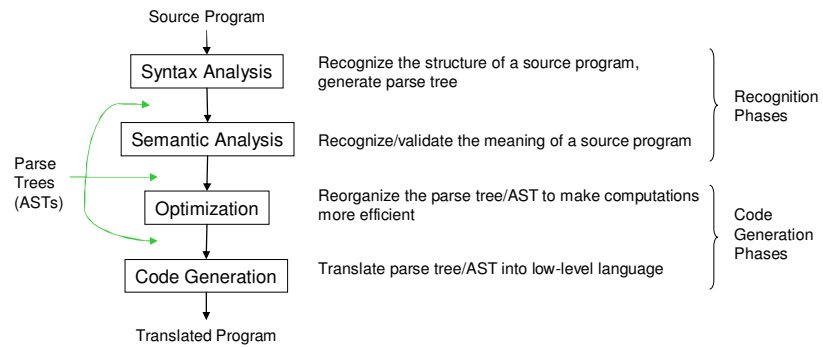 Source Program
Syntax Analysis
Recognize the structure of a source program,
generate parse tree
Recognition
Phases
Semantic Analysis
Recognize/validate the meaning of a source program
Parse
Trees
(ASTs)
Optimization
Reorganize the parse tree/AST to make computations
more efficient
Code
Generation
Phases
Code Generation
Translate parse tree/AST into low-level language
Translated Program